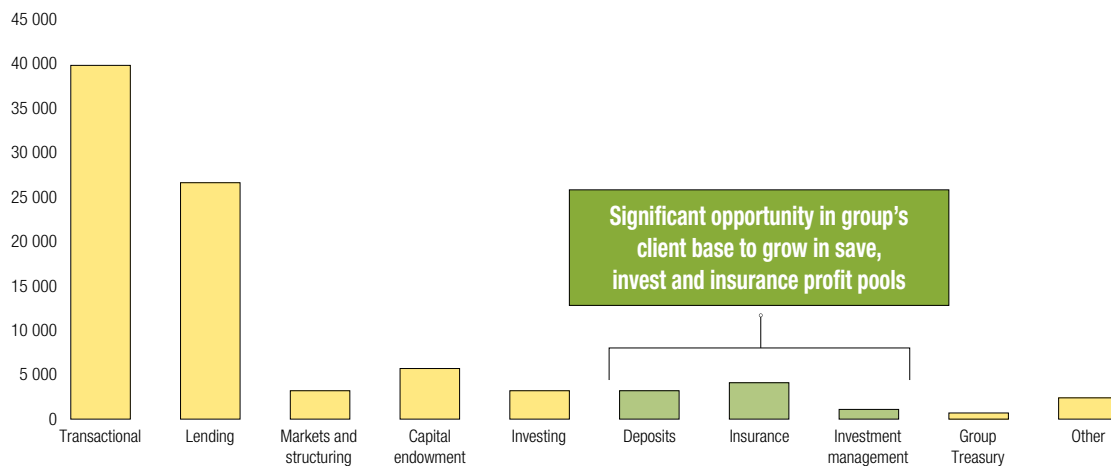 45 000
40 000
35 000
30 000
25 000
20 000
15 000
10 000
5 000
0
Significant opportunity in group’s
client base to grow in save,
invest and insurance profit pools
Transactional
Lending
Markets and
structuring
Capital
endowment
Investing
Deposits
Insurance
Investment
management
Group
Treasury
Other